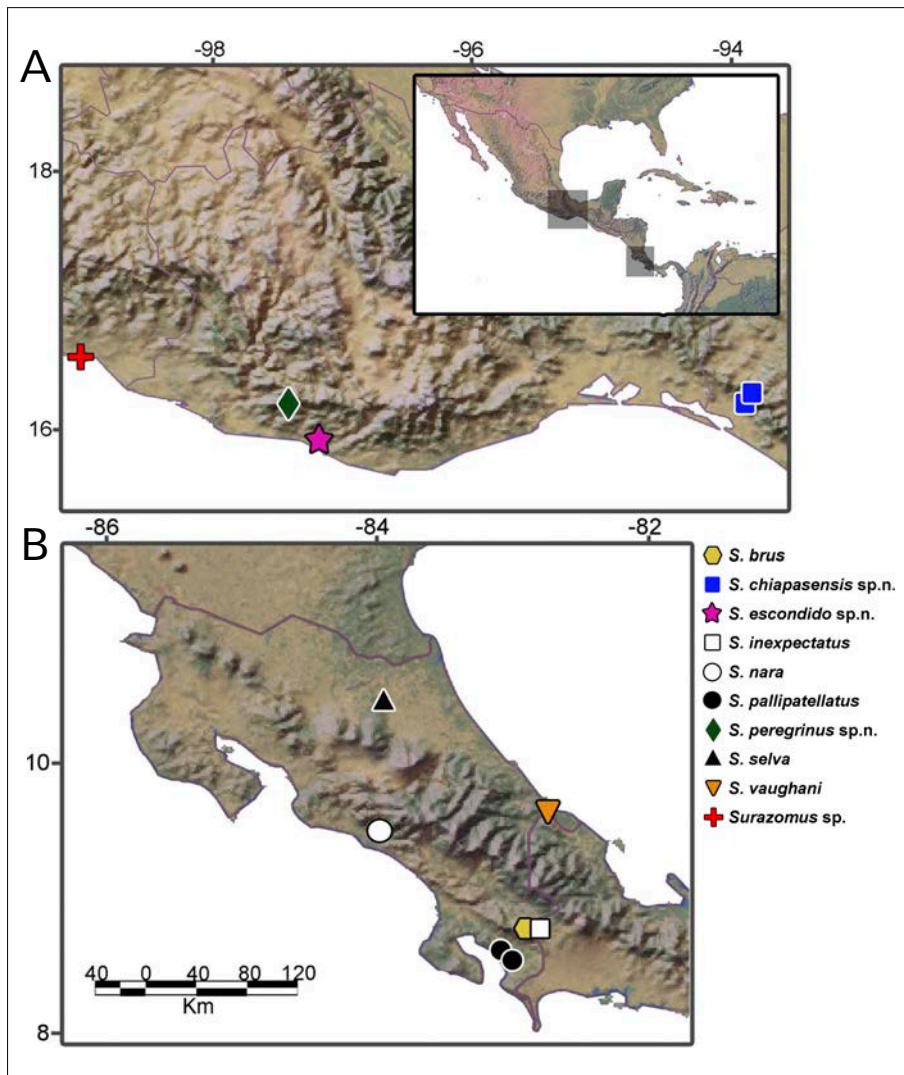 A
-98 -96 -94
18
16
B
-86 -84 -82
10
8
40 0 40 80 120
Km
S. brus
S. chiapasensis sp.n.
S. escondido sp.n.
S. inexpectatus
S. nara
S. pallipatellatus
S. peregrinus sp.n.
S. selva
S. vaughani
Surazomus sp.